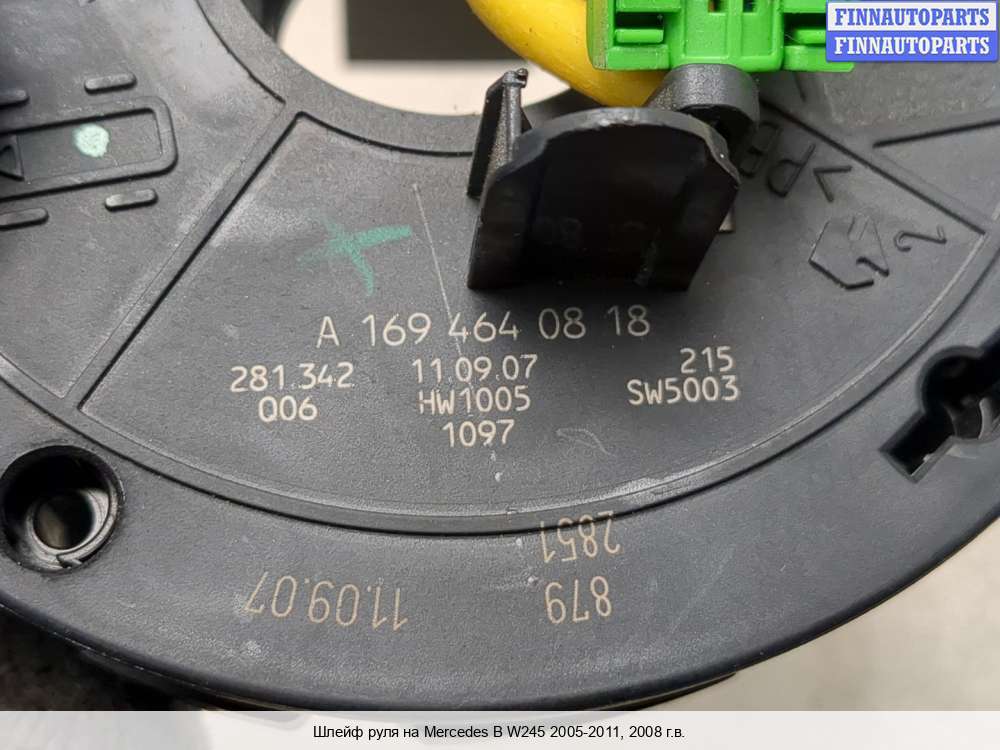 FINNAUTOPARTS
FINNAUTOPARTS
2
A 169 464 08 18
281.342 11.09.07 215
Q06 HW1005 SW5003
1097
2851
879
11.09.07
Шлейф руля на Mercedes B W245 2005-2011, 2008 г.в.